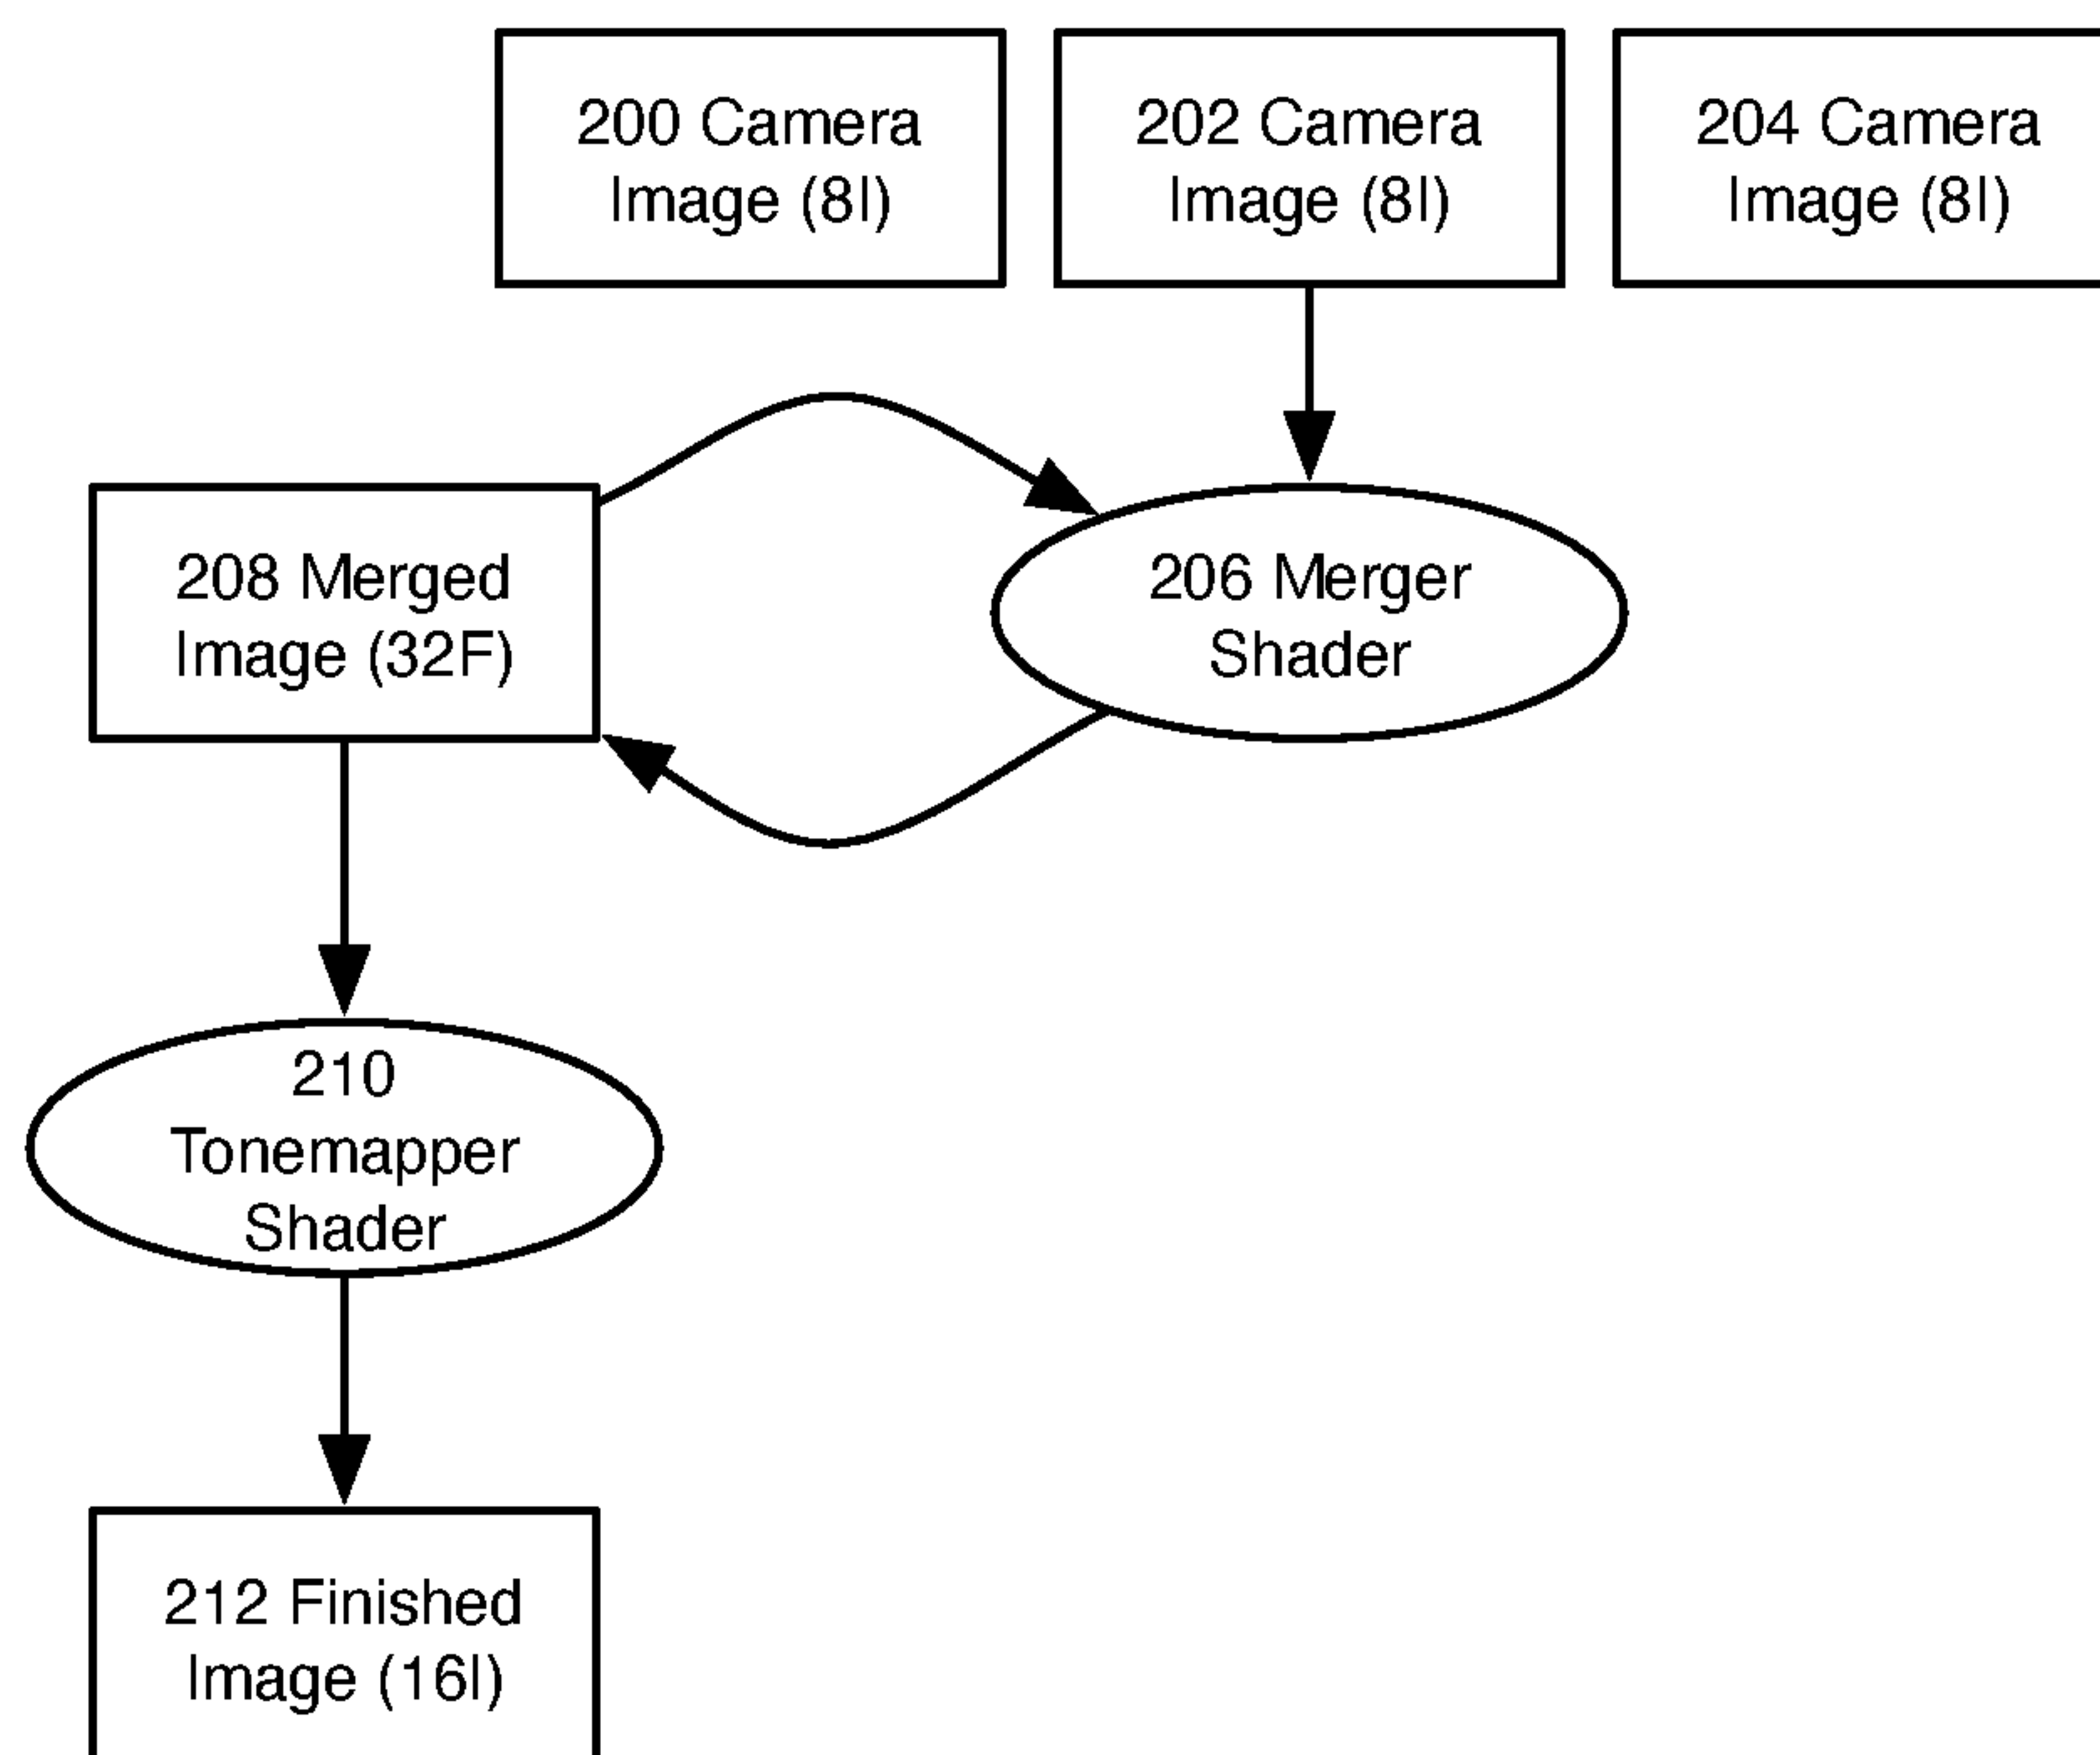 200 Camera
Image (8I)
202 Camera
Image (8I)
204 Camera
Image (8I)
208 Merged
Image (32F)
206 Merger
Shader
210
Tonemapper
Shader
212 Finished
Image (16I)